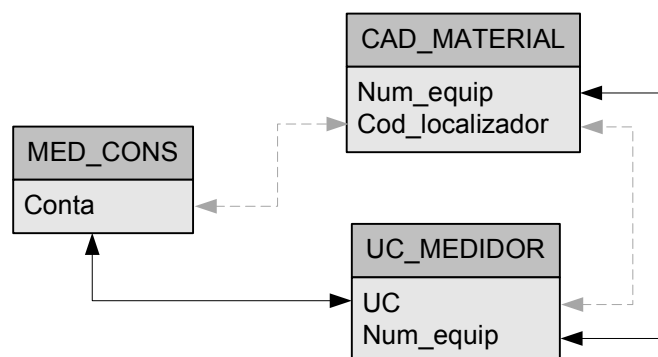 CAD_MATERIAL
Num_equip
Cod_localizador
MED_CONS
Conta
UC_MEDIDOR
UC
Num_equip